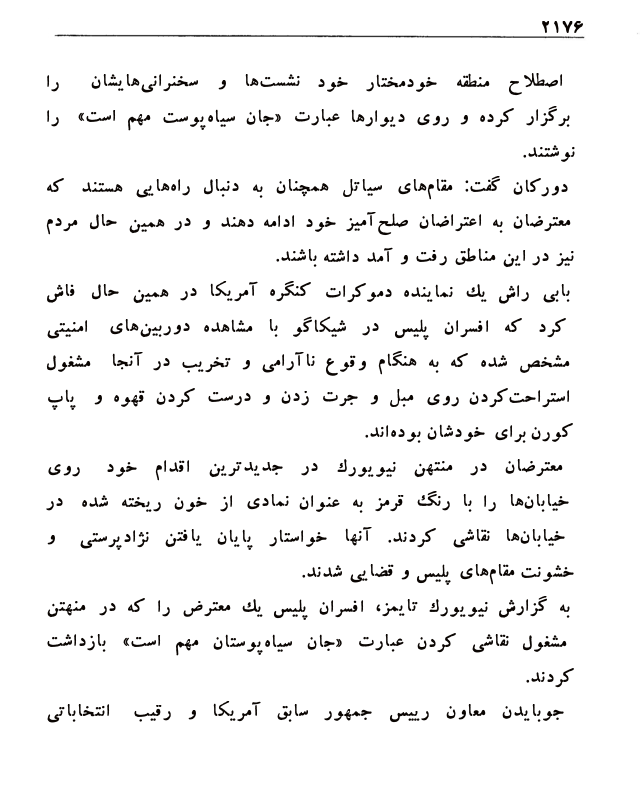 ۲۱۷۶
اصطلاح منطقه خودمختار خود نشست‌ها و سخنرانی‌هایشان را
برگزار کرده و روی دیوارها عبارت «جان سیاه‌پوست مهم است» را
نوشتند.
دورکان گفت: مقام‌های سیاتل همچنان به دنبال راه‌هایی هستند که
معترضان به اعتراضان صلح‌آمیز خود ادامه دهند و در همین حال مردم
نیز در این مناطق رفت و آمد داشته باشند.
بابی راش یك نماینده دموکرات کنگره آمریکا در همین حال فاش
کرد که افسران پلیس در شیکاگو با مشاهده دوربین‌های امنیتی
مشخص شده که به هنگام وقوع ناآرامی و تخریب در آنجا مشغول
استراحت‌کردن روی مبل و چرت زدن و درست کردن قهوه و پاپ
کورن برای خودشان بوده‌اند.
معترضان در منتهن نیویورك در جدیدترین اقدام خود روی
خیابان‌ها را با رنگ قرمز به عنوان نمادی از خون ریخته شده در
خیابان‌ها نقاشی کردند. آنها خواستار پایان یافتن نژادپرستی و
خشونت مقام‌های پلیس و قضایی شدند.
به گزارش نیویورك تایمز، افسران پلیس یك معترض را که در منهتن
مشغول نقاشی کردن عبارت «جان سیاه‌پوستان مهم است» بازداشت
کردند.
جوبایدن معاون رییس جمهور سابق آمریکا و رقیب انتخاباتی